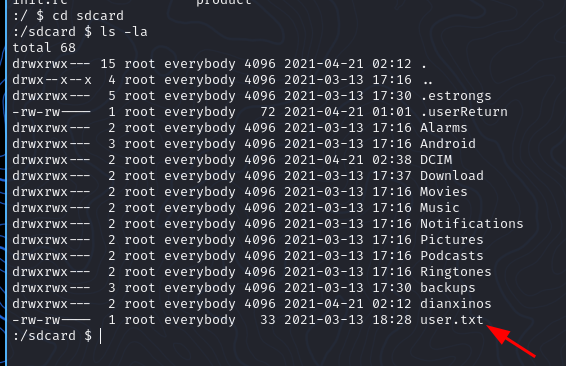 init.rc product
:/ $ cd sdcard
:/sdcard $ ls -la
total 68
drwxrwx--- 15 root everybody 4096 2021-04-21 02:12 .
drwx--x--x 4 root everybody 4096 2021-03-13 17:16 ..
drwxrwx--- 5 root everybody 4096 2021-03-13 17:30 .estrongs
-rw-rw---- 1 root everybody 72 2021-04-21 01:01 .userReturn
drwxrwx--- 2 root everybody 4096 2021-03-13 17:16 Alarms
drwxrwx--- 3 root everybody 4096 2021-03-13 17:16 Android
drwxrwx--- 2 root everybody 4096 2021-04-21 02:38 DCIM
drwxrwx--- 2 root everybody 4096 2021-03-13 17:37 Download
drwxrwx--- 2 root everybody 4096 2021-03-13 17:16 Movies
drwxrwx--- 2 root everybody 4096 2021-03-13 17:16 Music
drwxrwx--- 2 root everybody 4096 2021-03-13 17:16 Notifications
drwxrwx--- 2 root everybody 4096 2021-03-13 17:16 Pictures
drwxrwx--- 2 root everybody 4096 2021-03-13 17:16 Podcasts
drwxrwx--- 2 root everybody 4096 2021-03-13 17:16 Ringtones
drwxrwx--- 3 root everybody 4096 2021-03-13 17:30 backups
drwxrwx--- 2 root everybody 4096 2021-04-21 02:12 dianxinos
-rw-rw---- 1 root everybody 33 2021-03-13 18:28 user.txt
:/sdcard $